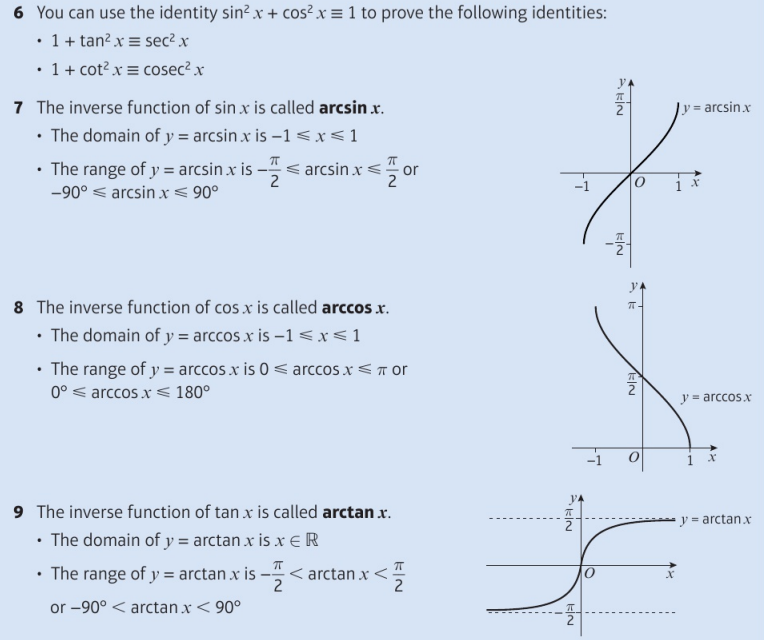 6 You can use the identity sin² x + cos² x ≡ 1 to prove the following identities:
• 1 + tan² x ≡ sec² x
• 1 + cot² x ≡ cosec² x
7 The inverse function of sin x is called arcsin x.
• The domain of y = arcsin x is −1 ⩽ x ⩽ 1
• The range of y = arcsin x is −π/2 ⩽ arcsin x ⩽ π/2 or
−90° ⩽ arcsin x ⩽ 90°
y
π/2
y = arcsin x
−1
O
1
x
−π/2
8 The inverse function of cos x is called arccos x.
• The domain of y = arccos x is −1 ⩽ x ⩽ 1
• The range of y = arccos x is 0 ⩽ arccos x ⩽ π or
0° ⩽ arccos x ⩽ 180°
y
π
π/2
y = arccos x
−1
O
1
x
9 The inverse function of tan x is called arctan x.
• The domain of y = arctan x is x ∈ ℝ
• The range of y = arctan x is −π/2 < arctan x < π/2
or −90° < arctan x < 90°
y
π/2
y = arctan x
O
x
−π/2